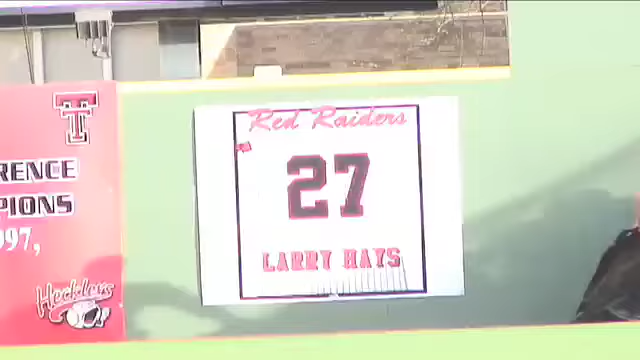 RENCE
PIONS
997,
Hecklers
Red Raiders
27
LARRY HAYS